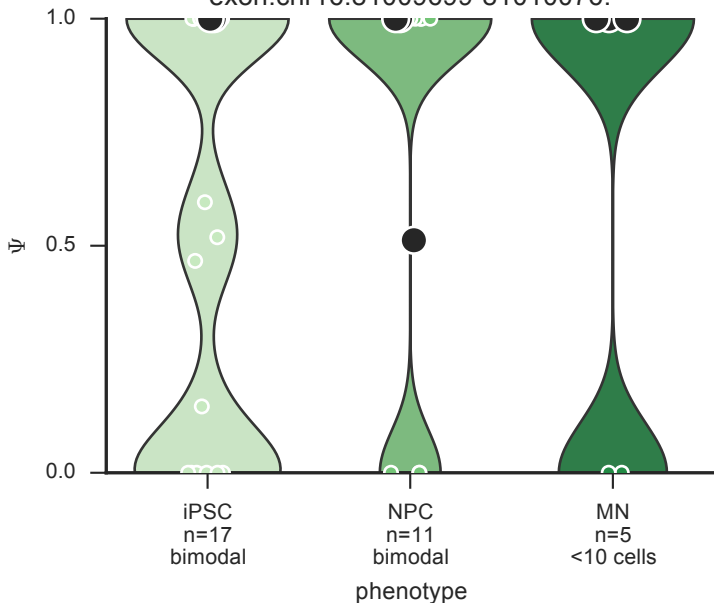 1.0
0.5
0.0
Ψ
iPSC
n=17
bimodal
NPC
n=11
bimodal
MN
n=5
<10 cells
phenotype